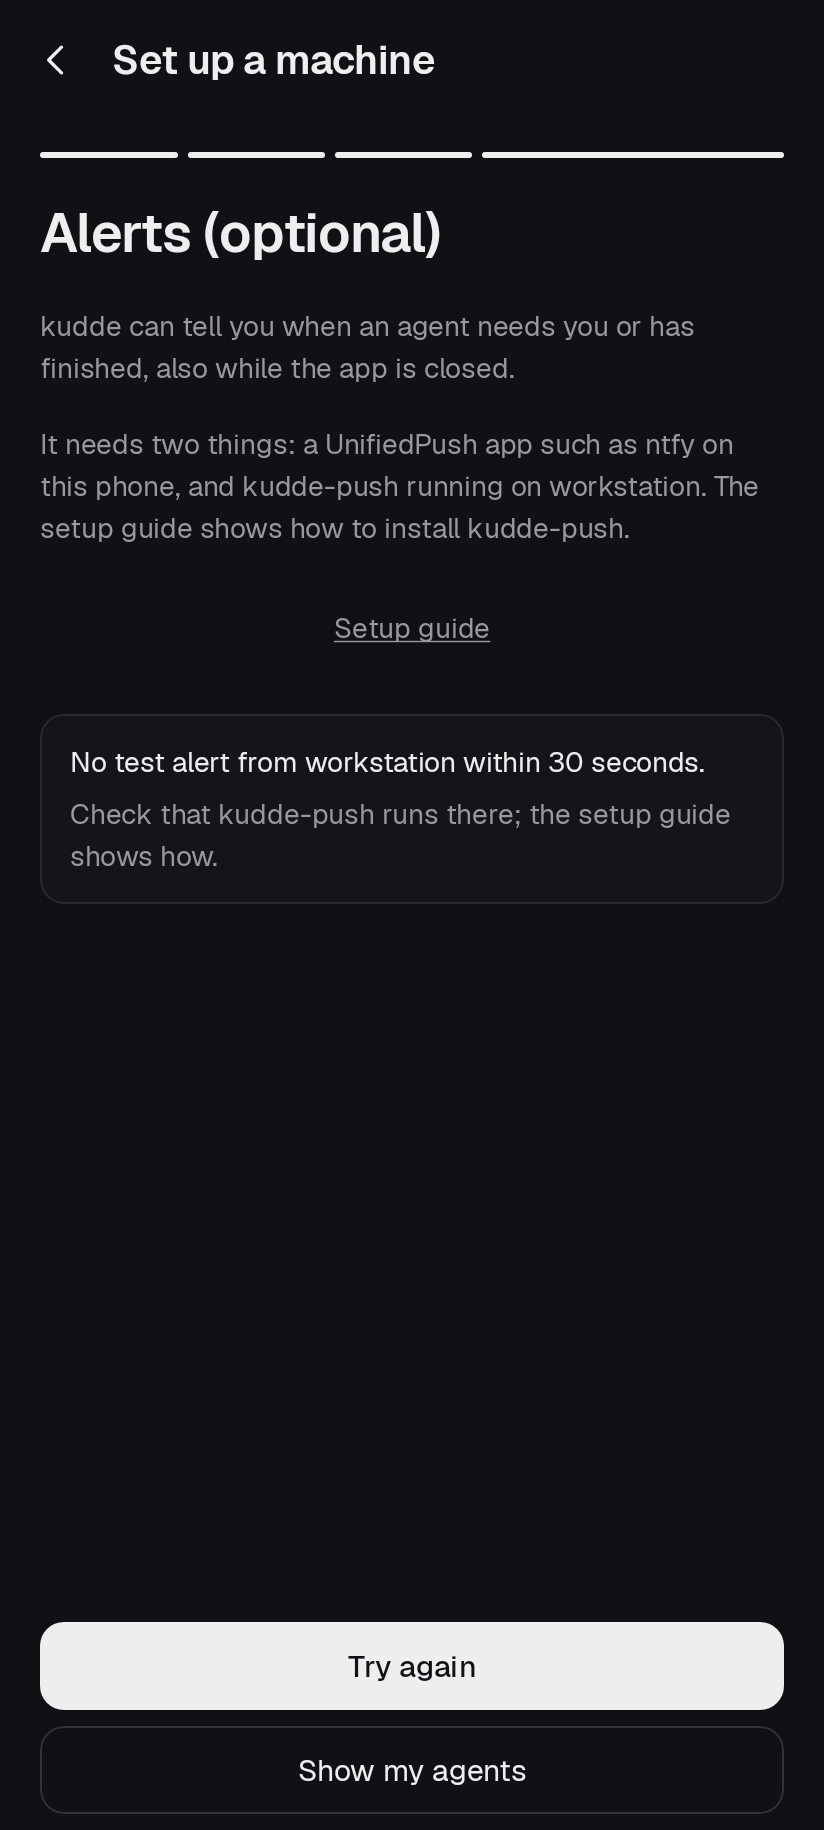 Set up a machine
Alerts (optional)
kudde can tell you when an agent needs you or has
finished, also while the app is closed.
It needs two things: a UnifiedPush app such as ntfy on
this phone, and kudde-push running on workstation. The
setup guide shows how to install kudde-push.
Setup guide
No test alert from workstation within 30 seconds.
Check that kudde-push runs there; the setup guide
shows how.
Try again
Show my agents